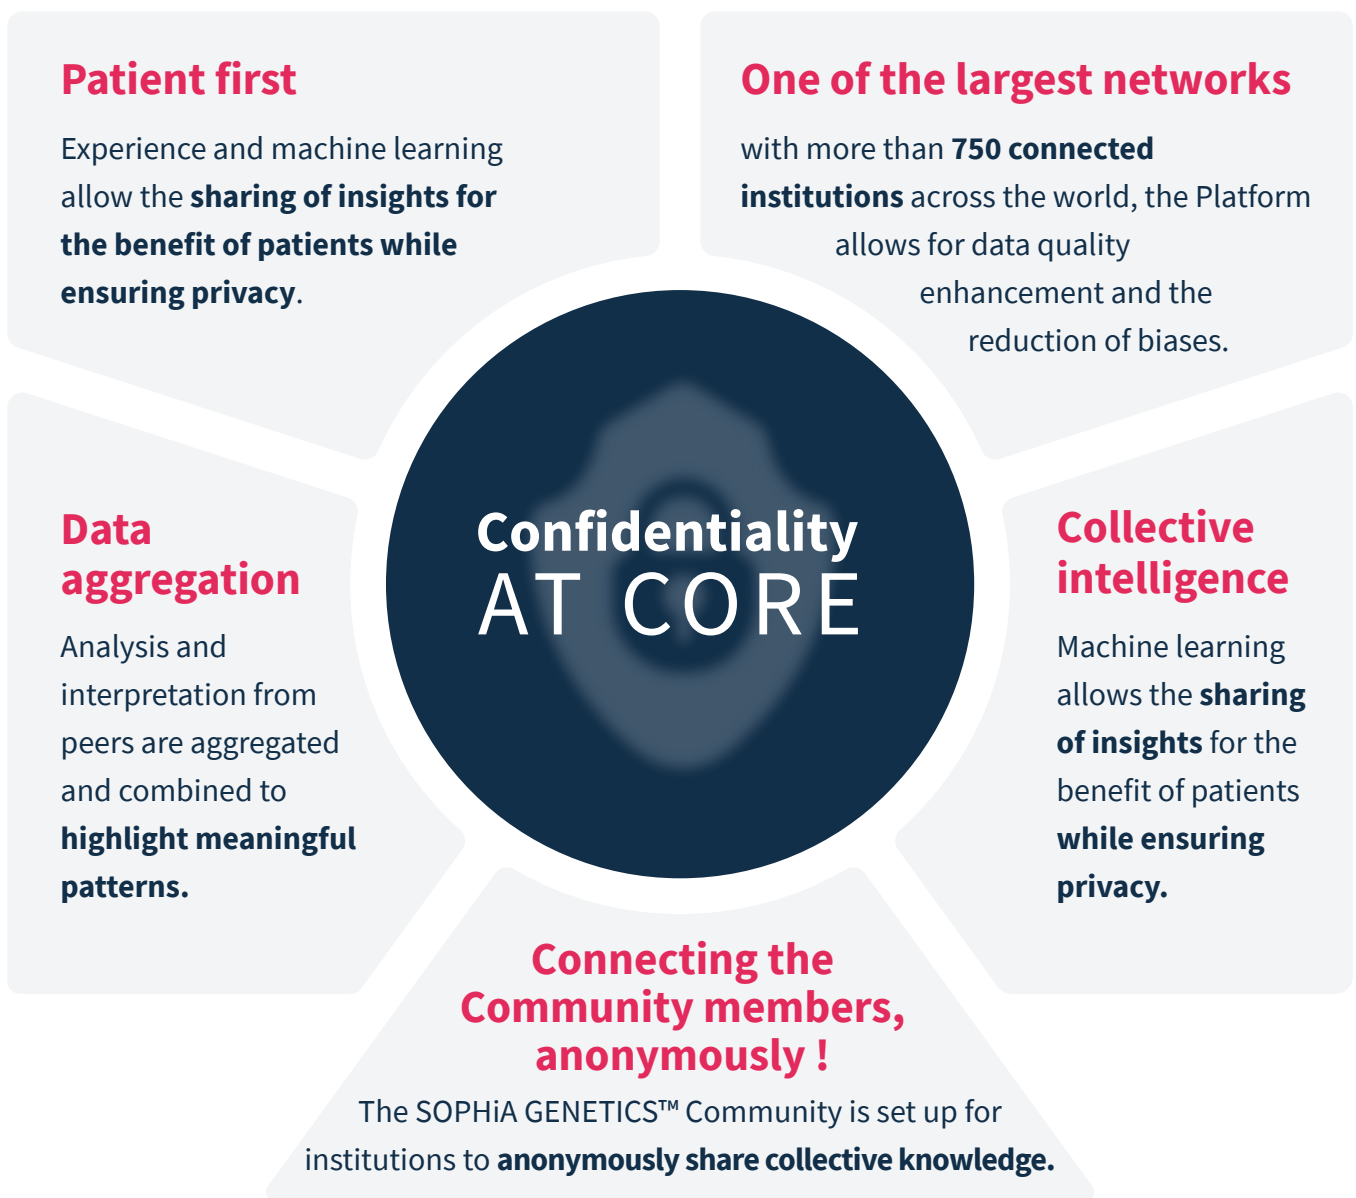 Patient first
Experience and machine learning
allow the sharing of insights for
the benefit of patients while
ensuring privacy.
One of the largest networks
with more than 750 connected
institutions across the world, the Platform
allows for data quality
enhancement and the
reduction of biases.
Data
aggregation
Analysis and
interpretation from
peers are aggregated
and combined to
highlight meaningful
patterns.
Confidentiality
AT CORE
Collective
intelligence
Machine learning
allows the sharing
of insights for the
benefit of patients
while ensuring
privacy.
Connecting the
Community members,
anonymously !
The SOPHiA GENETICS™ Community is set up for
institutions to anonymously share collective knowledge.